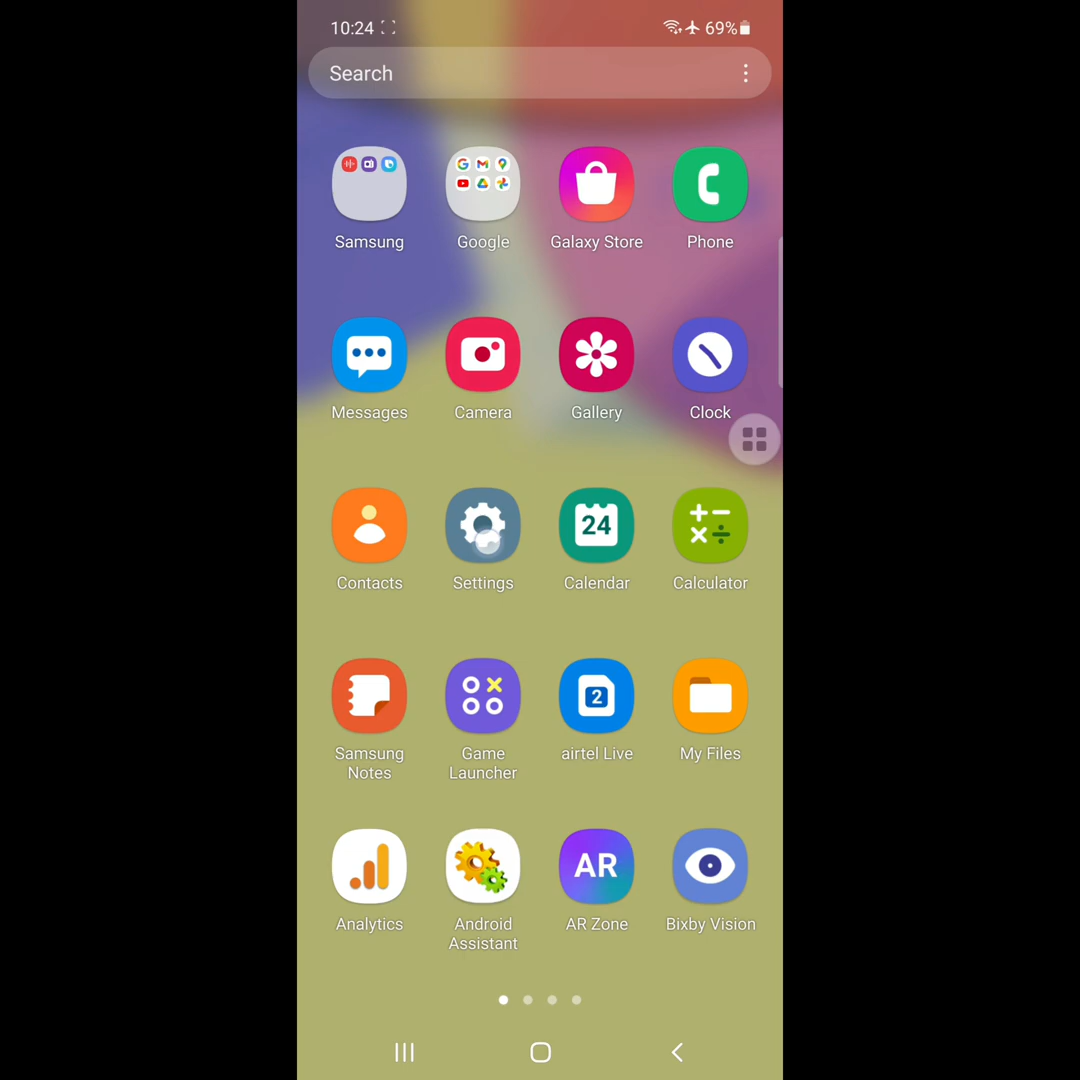 10:24
69%
Search
Samsung
Google
Galaxy Store
Phone
Messages
Camera
Gallery
Clock
24
Contacts
Settings
Calendar
Calculator
2
Samsung
Notes
Game
Launcher
airtel Live
My Files
AR
Analytics
Android
Assistant
AR Zone
Bixby Vision